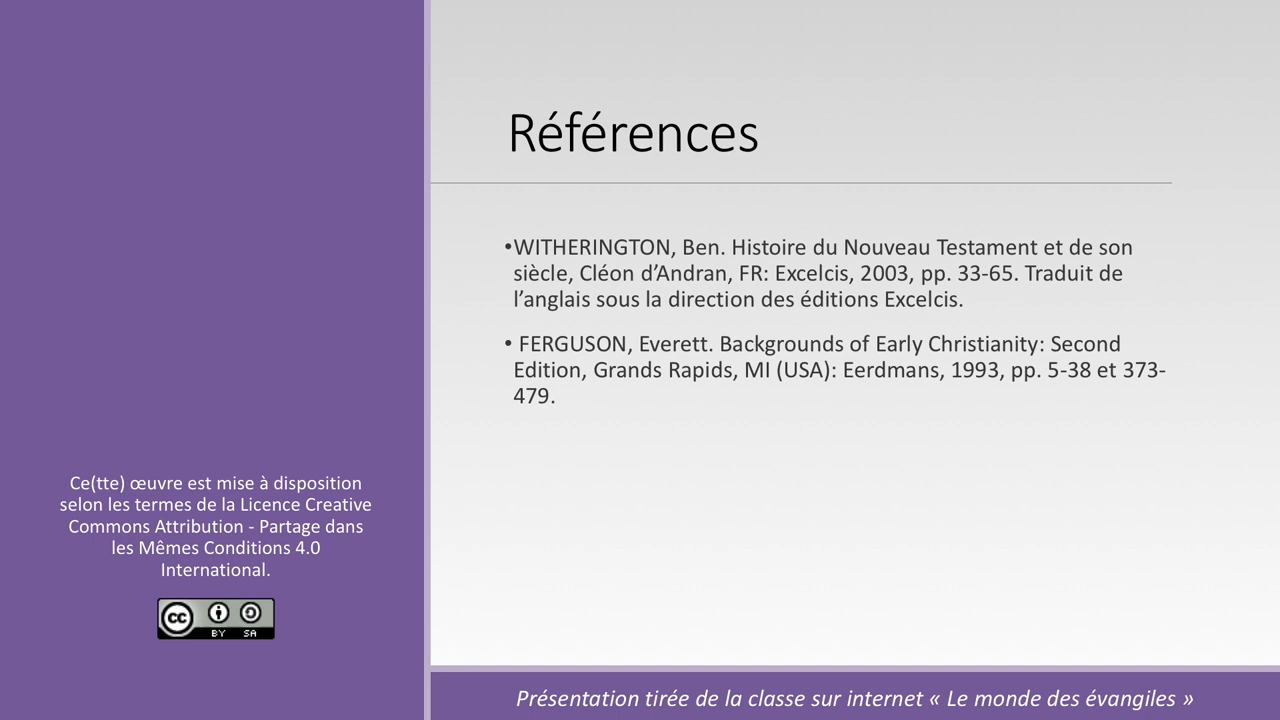 Références
•WITHERINGTON, Ben. Histoire du Nouveau Testament et de son
siècle, Cléon d’Andran, FR: Excelcis, 2003, pp. 33-65. Traduit de
l’anglais sous la direction des éditions Excelcis.
• FERGUSON, Everett. Backgrounds of Early Christianity: Second
Edition, Grands Rapids, MI (USA): Eerdmans, 1993, pp. 5-38 et 373-
479.
Ce(tte) œuvre est mise à disposition
selon les termes de la Licence Creative
Commons Attribution - Partage dans
les Mêmes Conditions 4.0
International.
cc BY SA
Présentation tirée de la classe sur internet « Le monde des évangiles »